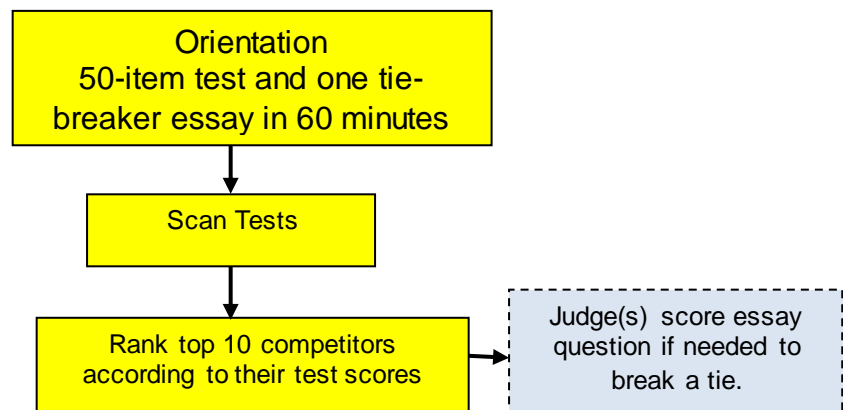 Orientation
50-item test and one tie-
breaker essay in 60 minutes
Scan Tests
Rank top 10 competitors
according to their test scores
Judge(s) score essay
question if needed to
break a tie.